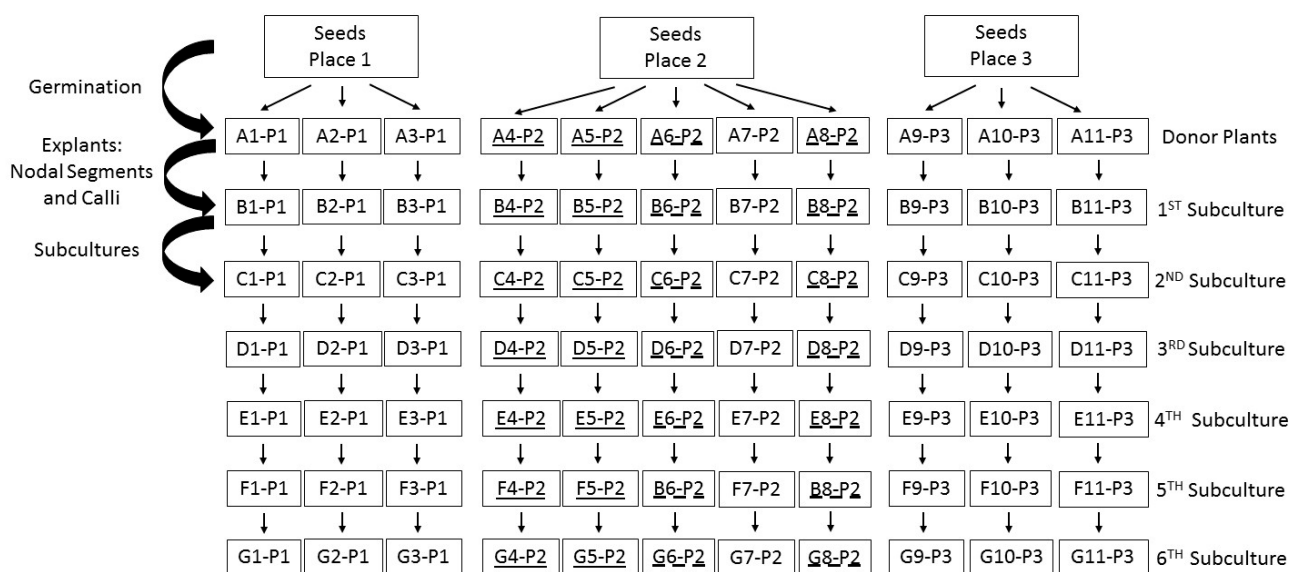 Seeds
Place 1
Seeds
Place 2
Seeds
Place 3
Germination
A1-P1 A2-P1 A3-P1 A4-P2 A5-P2 A6-P2 A7-P2 A8-P2 A9-P3 A10-P3 A11-P3 Donor Plants
Explants:
Nodal Segments
and Calli
B1-P1 B2-P1 B3-P1 B4-P2 B5-P2 B6-P2 B7-P2 B8-P2 B9-P3 B10-P3 B11-P3 1ST Subculture
Subcultures
C1-P1 C2-P1 C3-P1 C4-P2 C5-P2 C6-P2 C7-P2 C8-P2 C9-P3 C10-P3 C11-P3 2ND Subculture
D1-P1 D2-P1 D3-P1 D4-P2 D5-P2 D6-P2 D7-P2 D8-P2 D9-P3 D10-P3 D11-P3 3RD Subculture
E1-P1 E2-P1 E3-P1 E4-P2 E5-P2 E6-P2 E7-P2 E8-P2 E9-P3 E10-P3 E11-P3 4TH Subculture
F1-P1 F2-P1 F3-P1 F4-P2 F5-P2 B6-P2 F7-P2 B8-P2 F9-P3 F10-P3 F11-P3 5TH Subculture
G1-P1 G2-P1 G3-P1 G4-P2 G5-P2 G6-P2 G7-P2 G8-P2 G9-P3 G10-P3 G11-P3 6TH Subculture